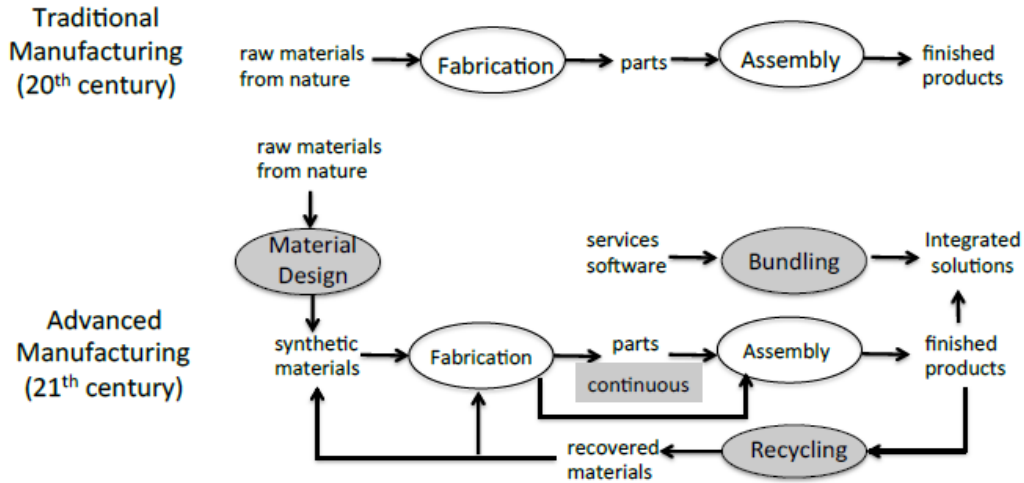 Traditional
Manufacturing
(20th century)
raw materials
from nature
Fabrication
parts
Assembly
finished
products
raw materials
from nature
Material
Design
services
software
Bundling
Integrated
solutions
Advanced
Manufacturing
(21th century)
synthetic
materials
Fabrication
parts
continuous
Assembly
finished
products
recovered
materials
Recycling